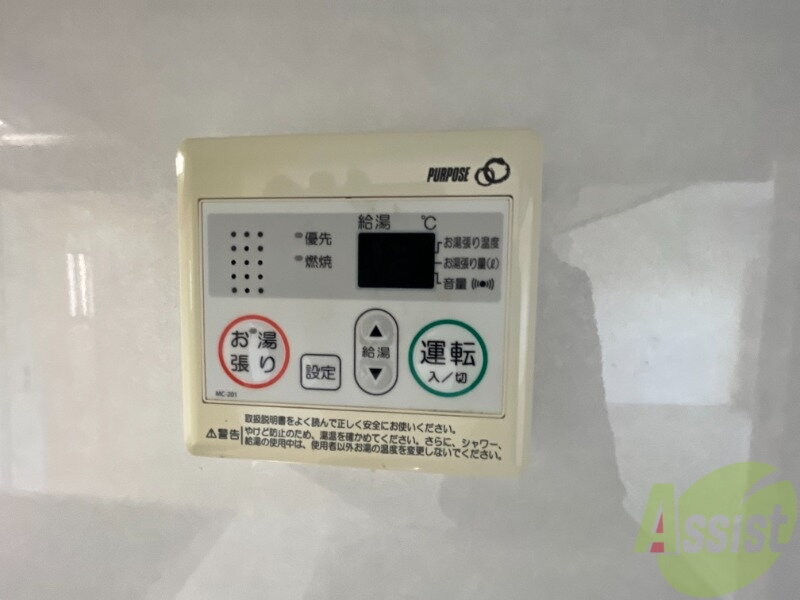 PURPOSE
給湯 ℃
優先
燃焼
お湯張り温度
お湯張り量(ℓ)
音量
お湯
張り
設定
給湯
運転
入/切
MC-201
取扱説明書をよく読んで正しく安全にお使いください。
⚠警告 やけど防止のため、湯温を確かめてください。さらに、シャワー、
給湯の使用中は、使用者以外お湯の温度を変更しないでください。
Assist